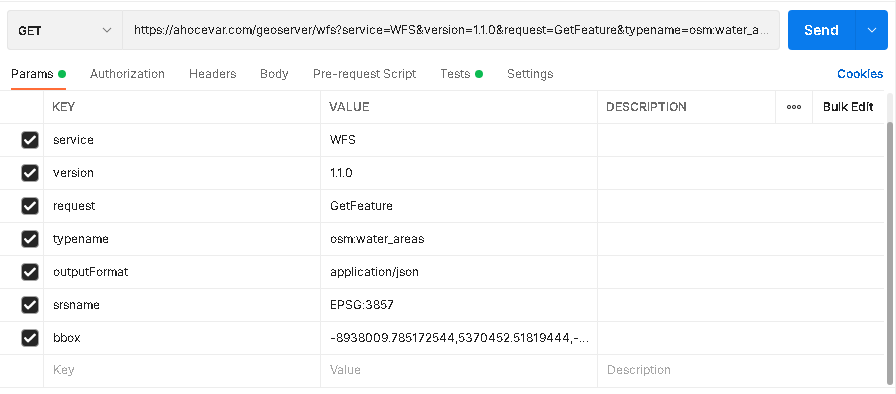 GET https://ahocevar.com/geoserver/wfs?service=WFS&version=1.1.0&request=GetFeature&typename=osm:water_a... Send
Params Authorization Headers Body Pre-request Script Tests Settings Cookies
KEY VALUE DESCRIPTION ooo Bulk Edit
service WFS
version 1.1.0
request GetFeature
typename osm:water_areas
outputFormat application/json
srsname EPSG:3857
bbox -8938009.785172544,5370452.51819444,-...
Key Value Description